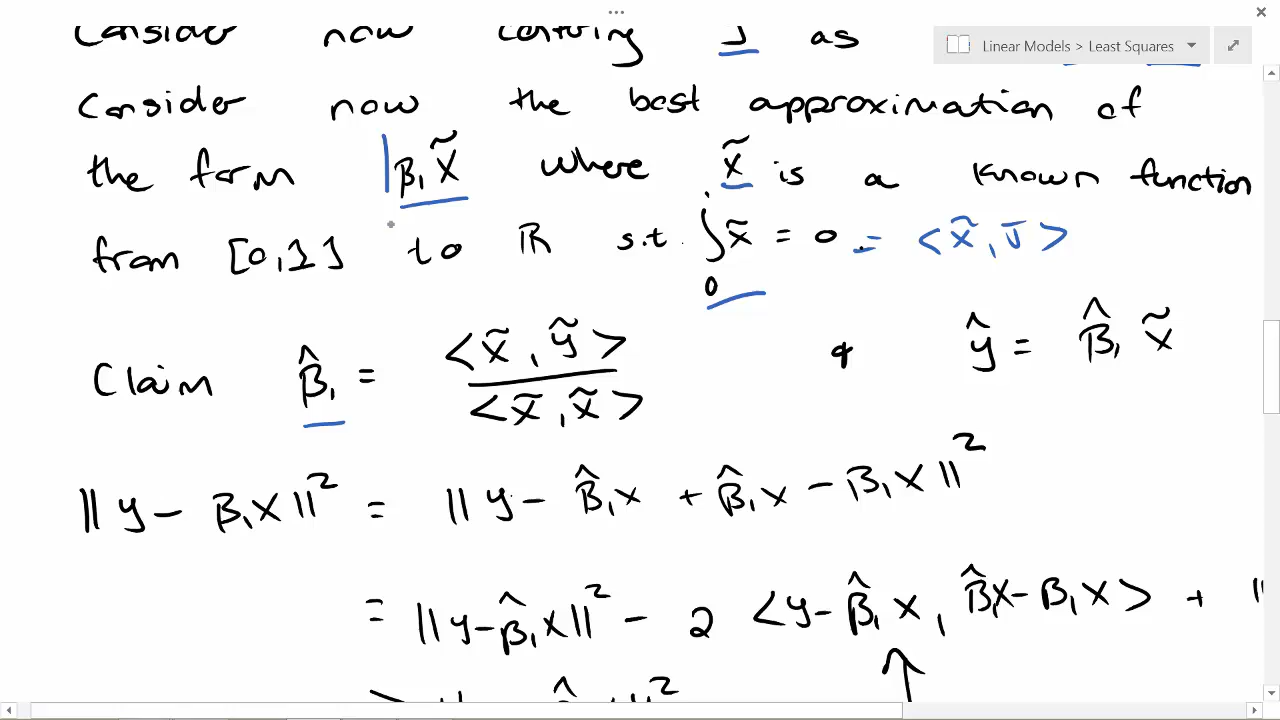 Linear Models > Least Squares
Consider now centering as
Consider now the best approximation of
the form β₁X̃ where X̃ is a known function
from [0,1] to ℝ s.t. ∫₀¹ x̃ = 0 = <x̃, J>
Claim β̂₁ = <x̃, ỹ> / <x̃, x̃> & ŷ = β̂₁ x̃
||y - β₁x||² = ||y - β̂₁x + β̂₁x - β₁x||²
= ||y - β̂₁x||² - 2 <y - β̂₁x, β̂₁x - β₁x> + ||